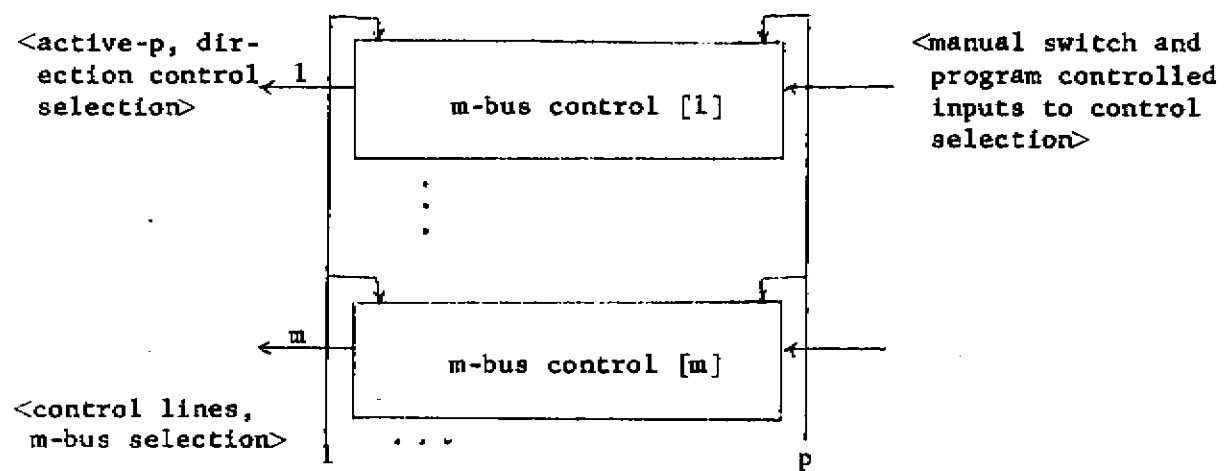 <active-p, dir-
ection control
selection>
1
m-bus control [1]
<manual switch and
program controlled
inputs to control
selection>
m
m-bus control [m]
<control lines,
m-bus selection>
1
p